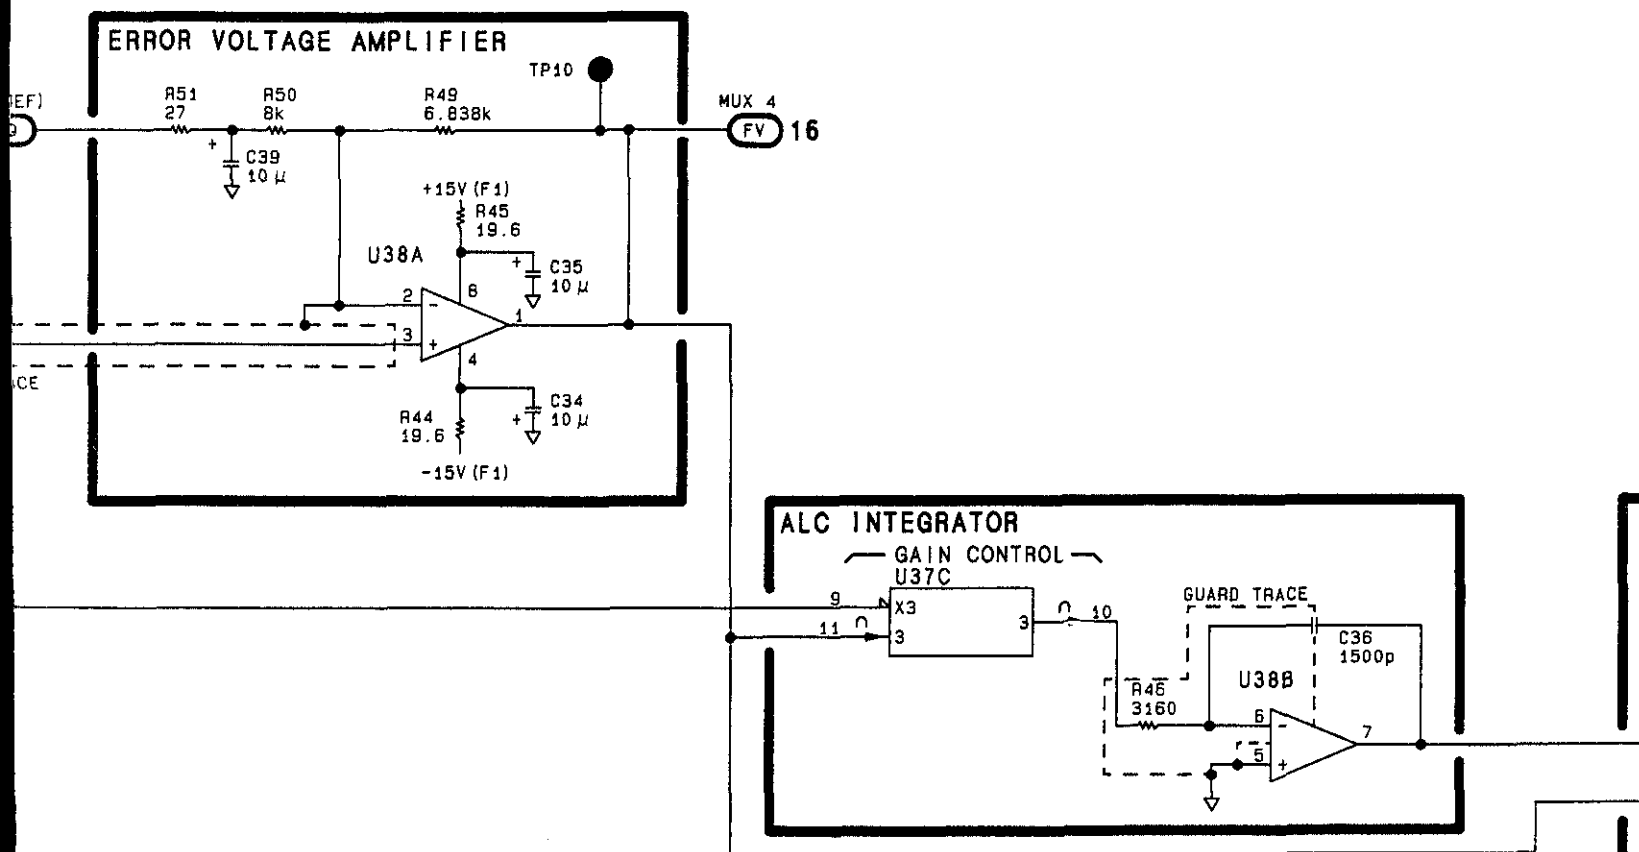 ERROR VOLTAGE AMPLIFIER
TP10
EF)
R51
27
R50
8k
R49
6.838k
MUX 4
FV 16
+
C39
10 μ
+15V (F1)
R45
19.6
U38A
+
C35
10 μ
2
-
8
1
3
+
4
CE
R44
19.6
+
C34
10 μ
-15V (F1)
ALC INTEGRATOR
GAIN CONTROL
U37C
9
X3
11
3
3
10
GUARD TRACE
C36
1500p
R46
3160
U38B
6
-
7
5
+